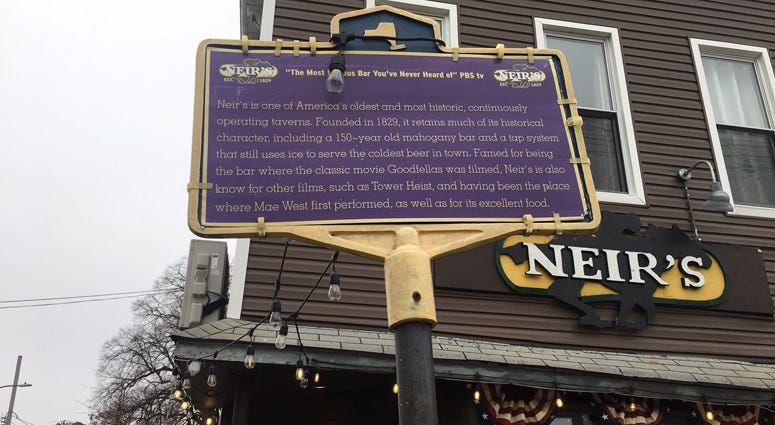 NEIR'S
EST. 1829
"The Most Famous Bar You've Never Heard of" PBS tv
NEIR'S
EST. 1829
Neir's is one of America's oldest and most historic, continuously
operating taverns. Founded in 1829, it retains much of its historical
character, including a 150-year old mahogany bar and a tap system
that still uses ice to serve the coldest beer in town. Famed for being
the bar where the classic movie Goodfellas was filmed, Neir's is also
know for other films, such as Tower Heist, and having been the place
where Mae West first performed, as well as for its excellent food.
NEIR'S